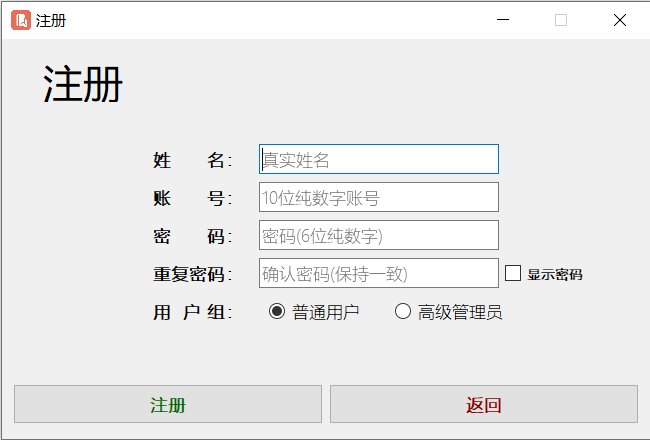 注册
注册
姓 名： 真实姓名
账 号： 10位纯数字账号
密 码： 密码(6位纯数字)
重复密码： 确认密码(保持一致) 显示密码
用 户 组： 普通用户 高级管理员
注册 返回